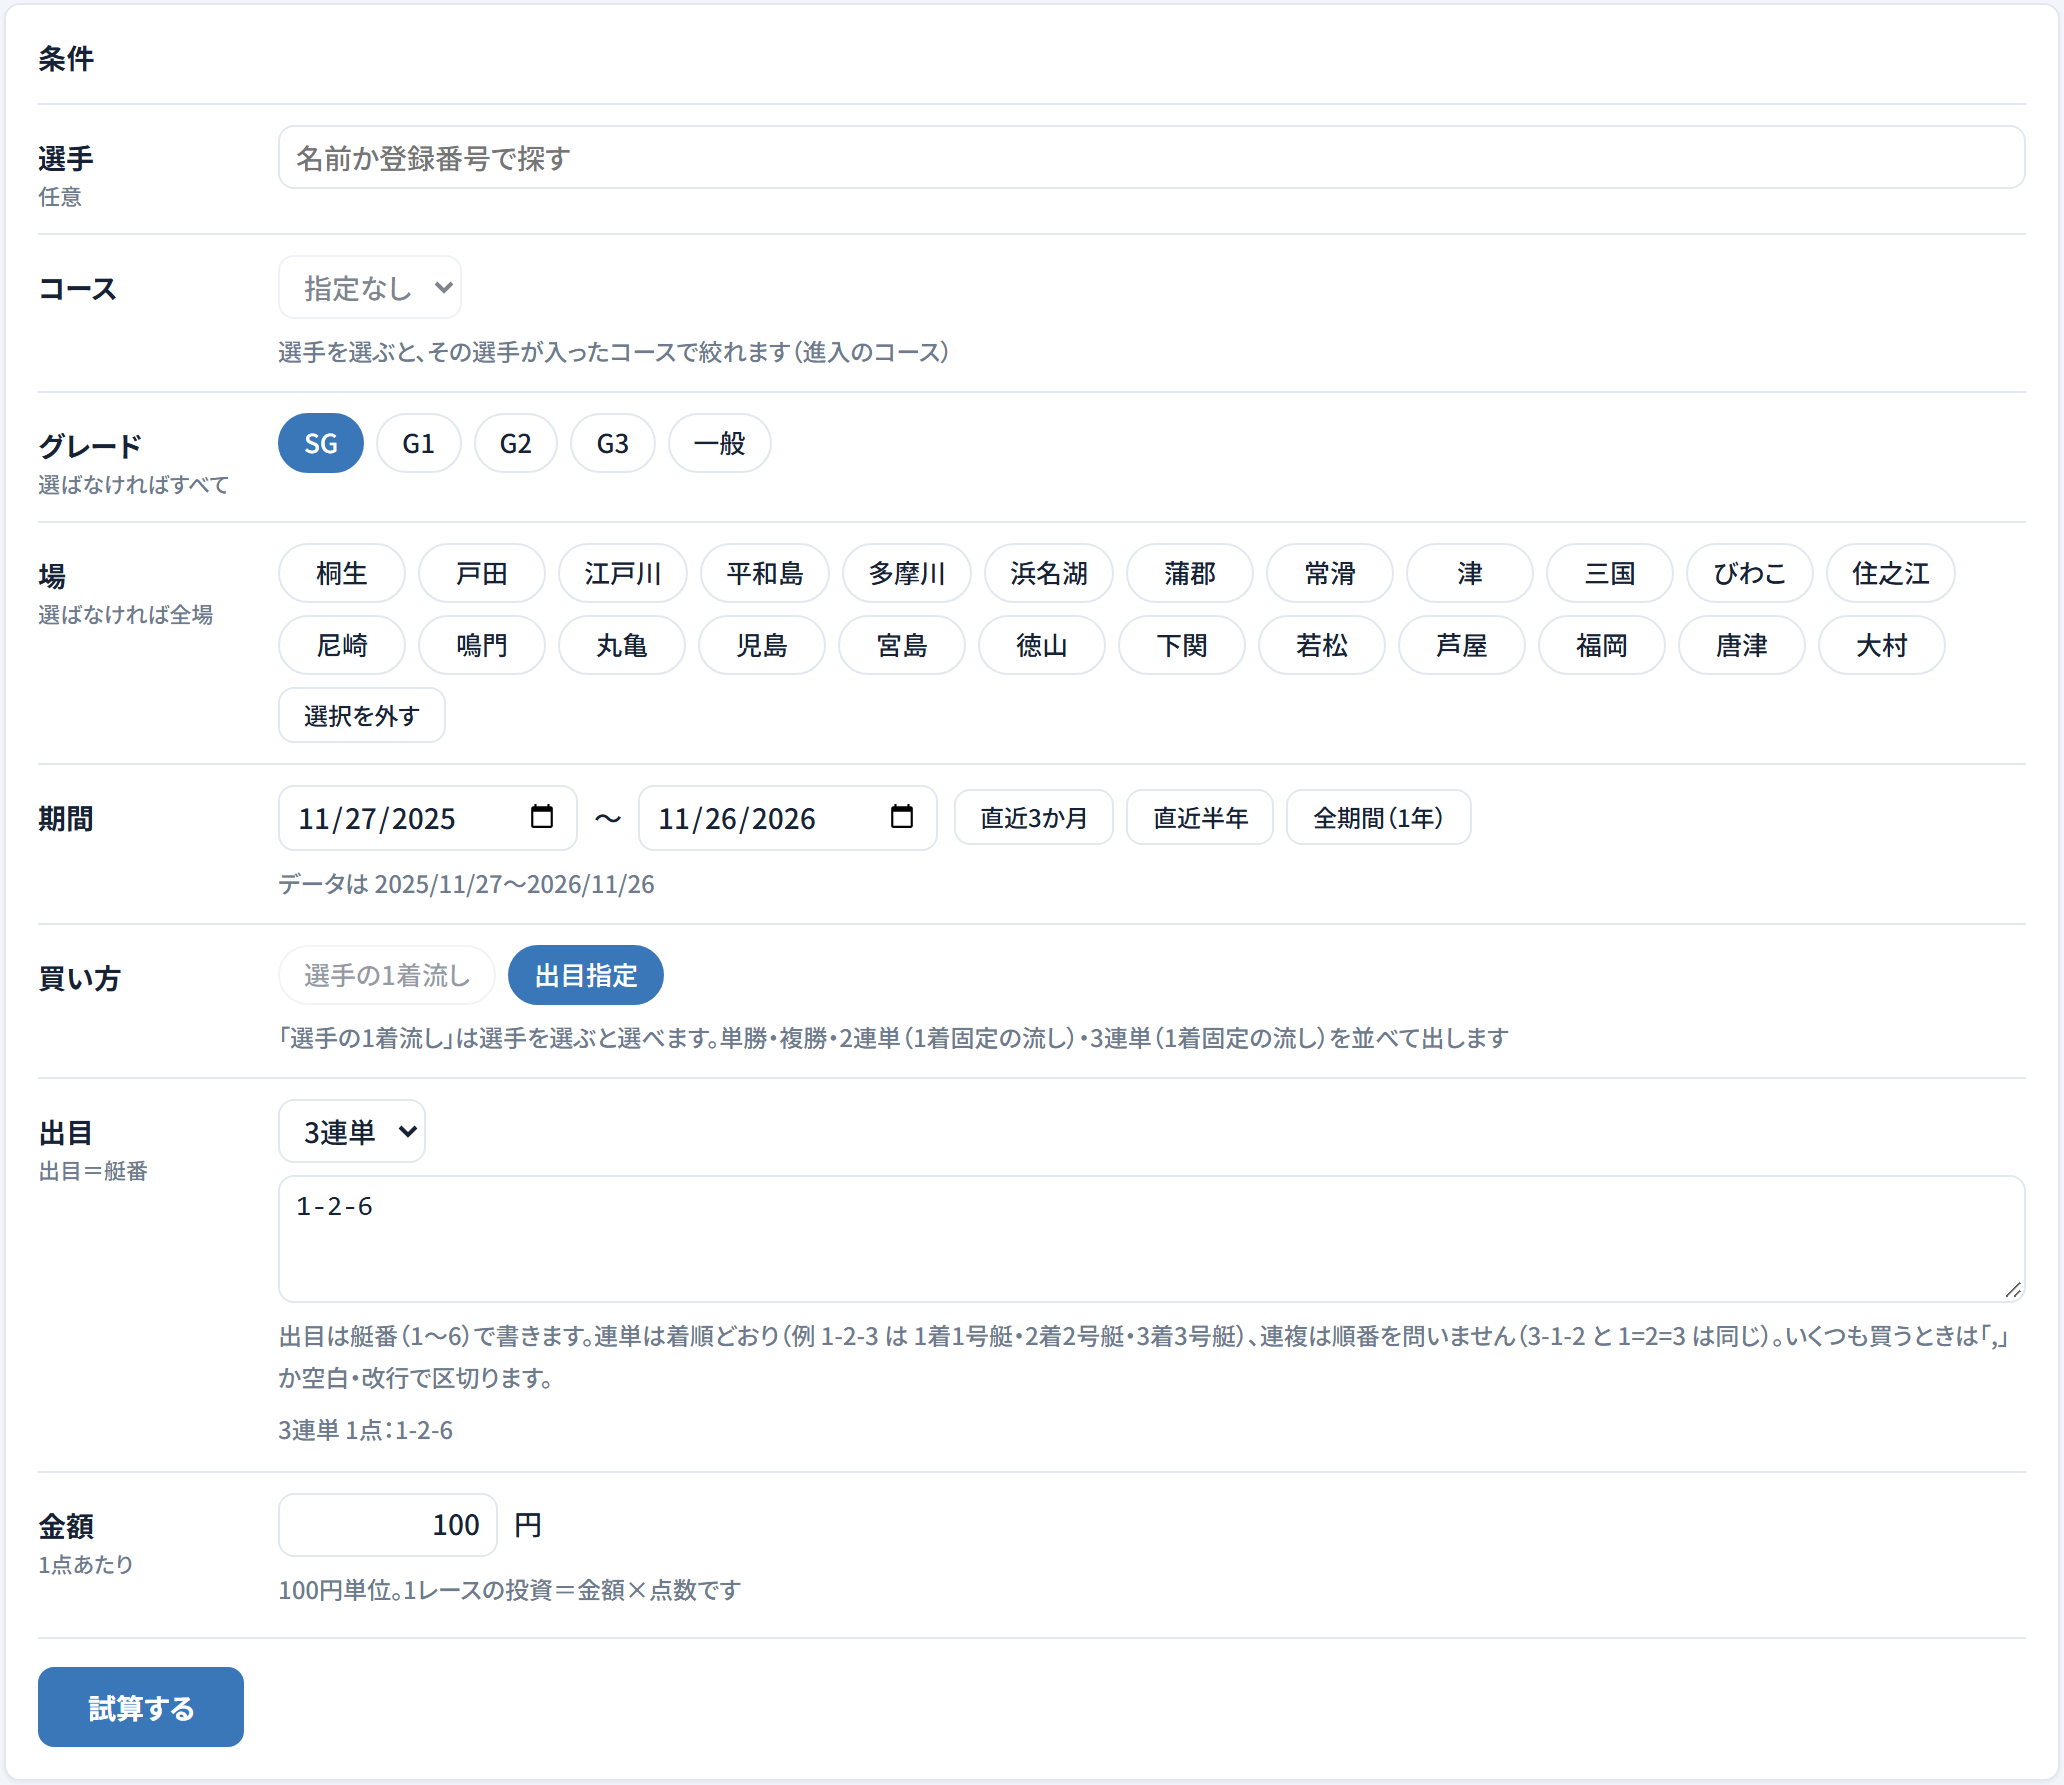 条件
選手
任意
名前か登録番号で探す
コース
指定なし
選手を選ぶと、その選手が入ったコースで絞れます（進入のコース）
グレード
選ばなければすべて
SG G1 G2 G3 一般
場
選ばなければ全場
桐生 戸田 江戸川 平和島 多摩川 浜名湖 蒲郡 常滑 津 三国 びわこ 住之江
尼崎 鳴門 丸亀 児島 宮島 徳山 下関 若松 芦屋 福岡 唐津 大村
選択を外す
期間
11/27/2025 〜 11/26/2026 直近3か月 直近半年 全期間（1年）
データは 2025/11/27〜2026/11/26
買い方
選手の1着流し 出目指定
「選手の1着流し」は選手を選ぶと選べます。単勝・複勝・2連単（1着固定の流し）・3連単（1着固定の流し）を並べて出します
出目
出目＝艇番
3連単
1-2-6
出目は艇番（1〜6）で書きます。連単は着順どおり（例 1-2-3 は 1着1号艇・2着2号艇・3着3号艇）、連複は順番を問いません（3-1-2 と 1=2=3 は同じ）。いくつも買うときは「,」
か空白・改行で区切ります。
3連単 1点：1-2-6
金額
1点あたり
100 円
100円単位。1レースの投資＝金額×点数です
試算する